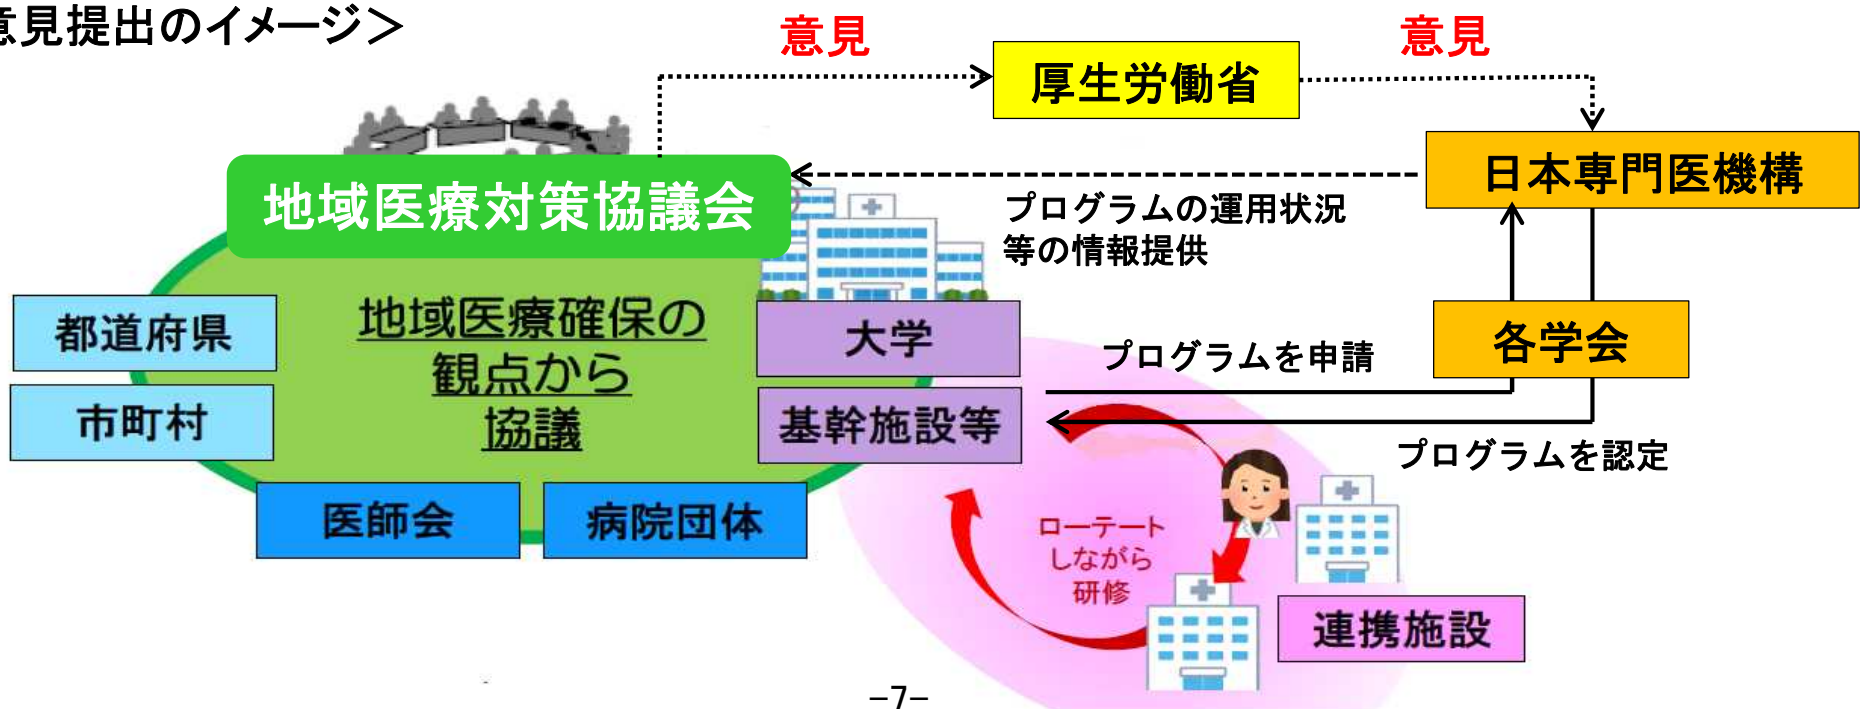 意見提出のイメージ＞
意見
意見
厚生労働省
日本専門医機構
地域医療対策協議会
プログラムの運用状況
等の情報提供
都道府県
市町村
地域医療確保の
観点から
協議
大学
基幹施設等
各学会
プログラムを申請
プログラムを認定
医師会
病院団体
ローテート
しながら
研修
連携施設
−7−